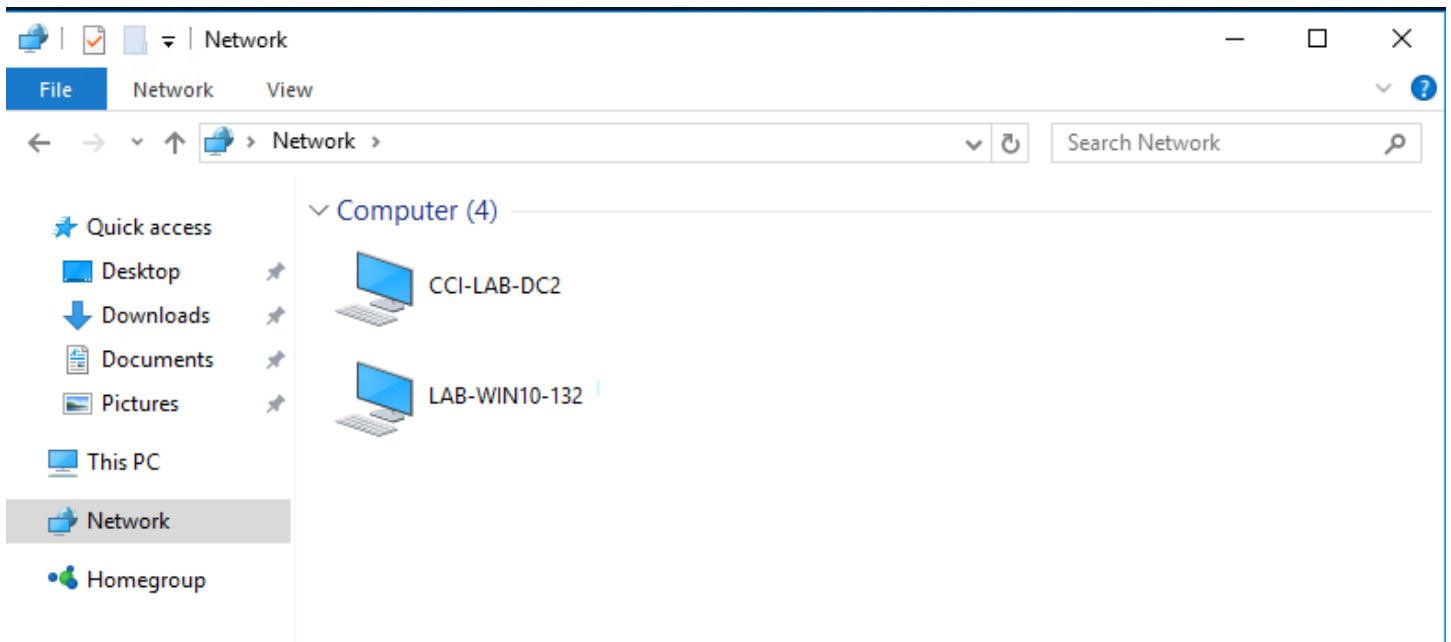 Network
File Network View
Network
Search Network
Quick access
Desktop
Downloads
Documents
Pictures
This PC
Network
Homegroup
Computer (4)
CCI-LAB-DC2
LAB-WIN10-132